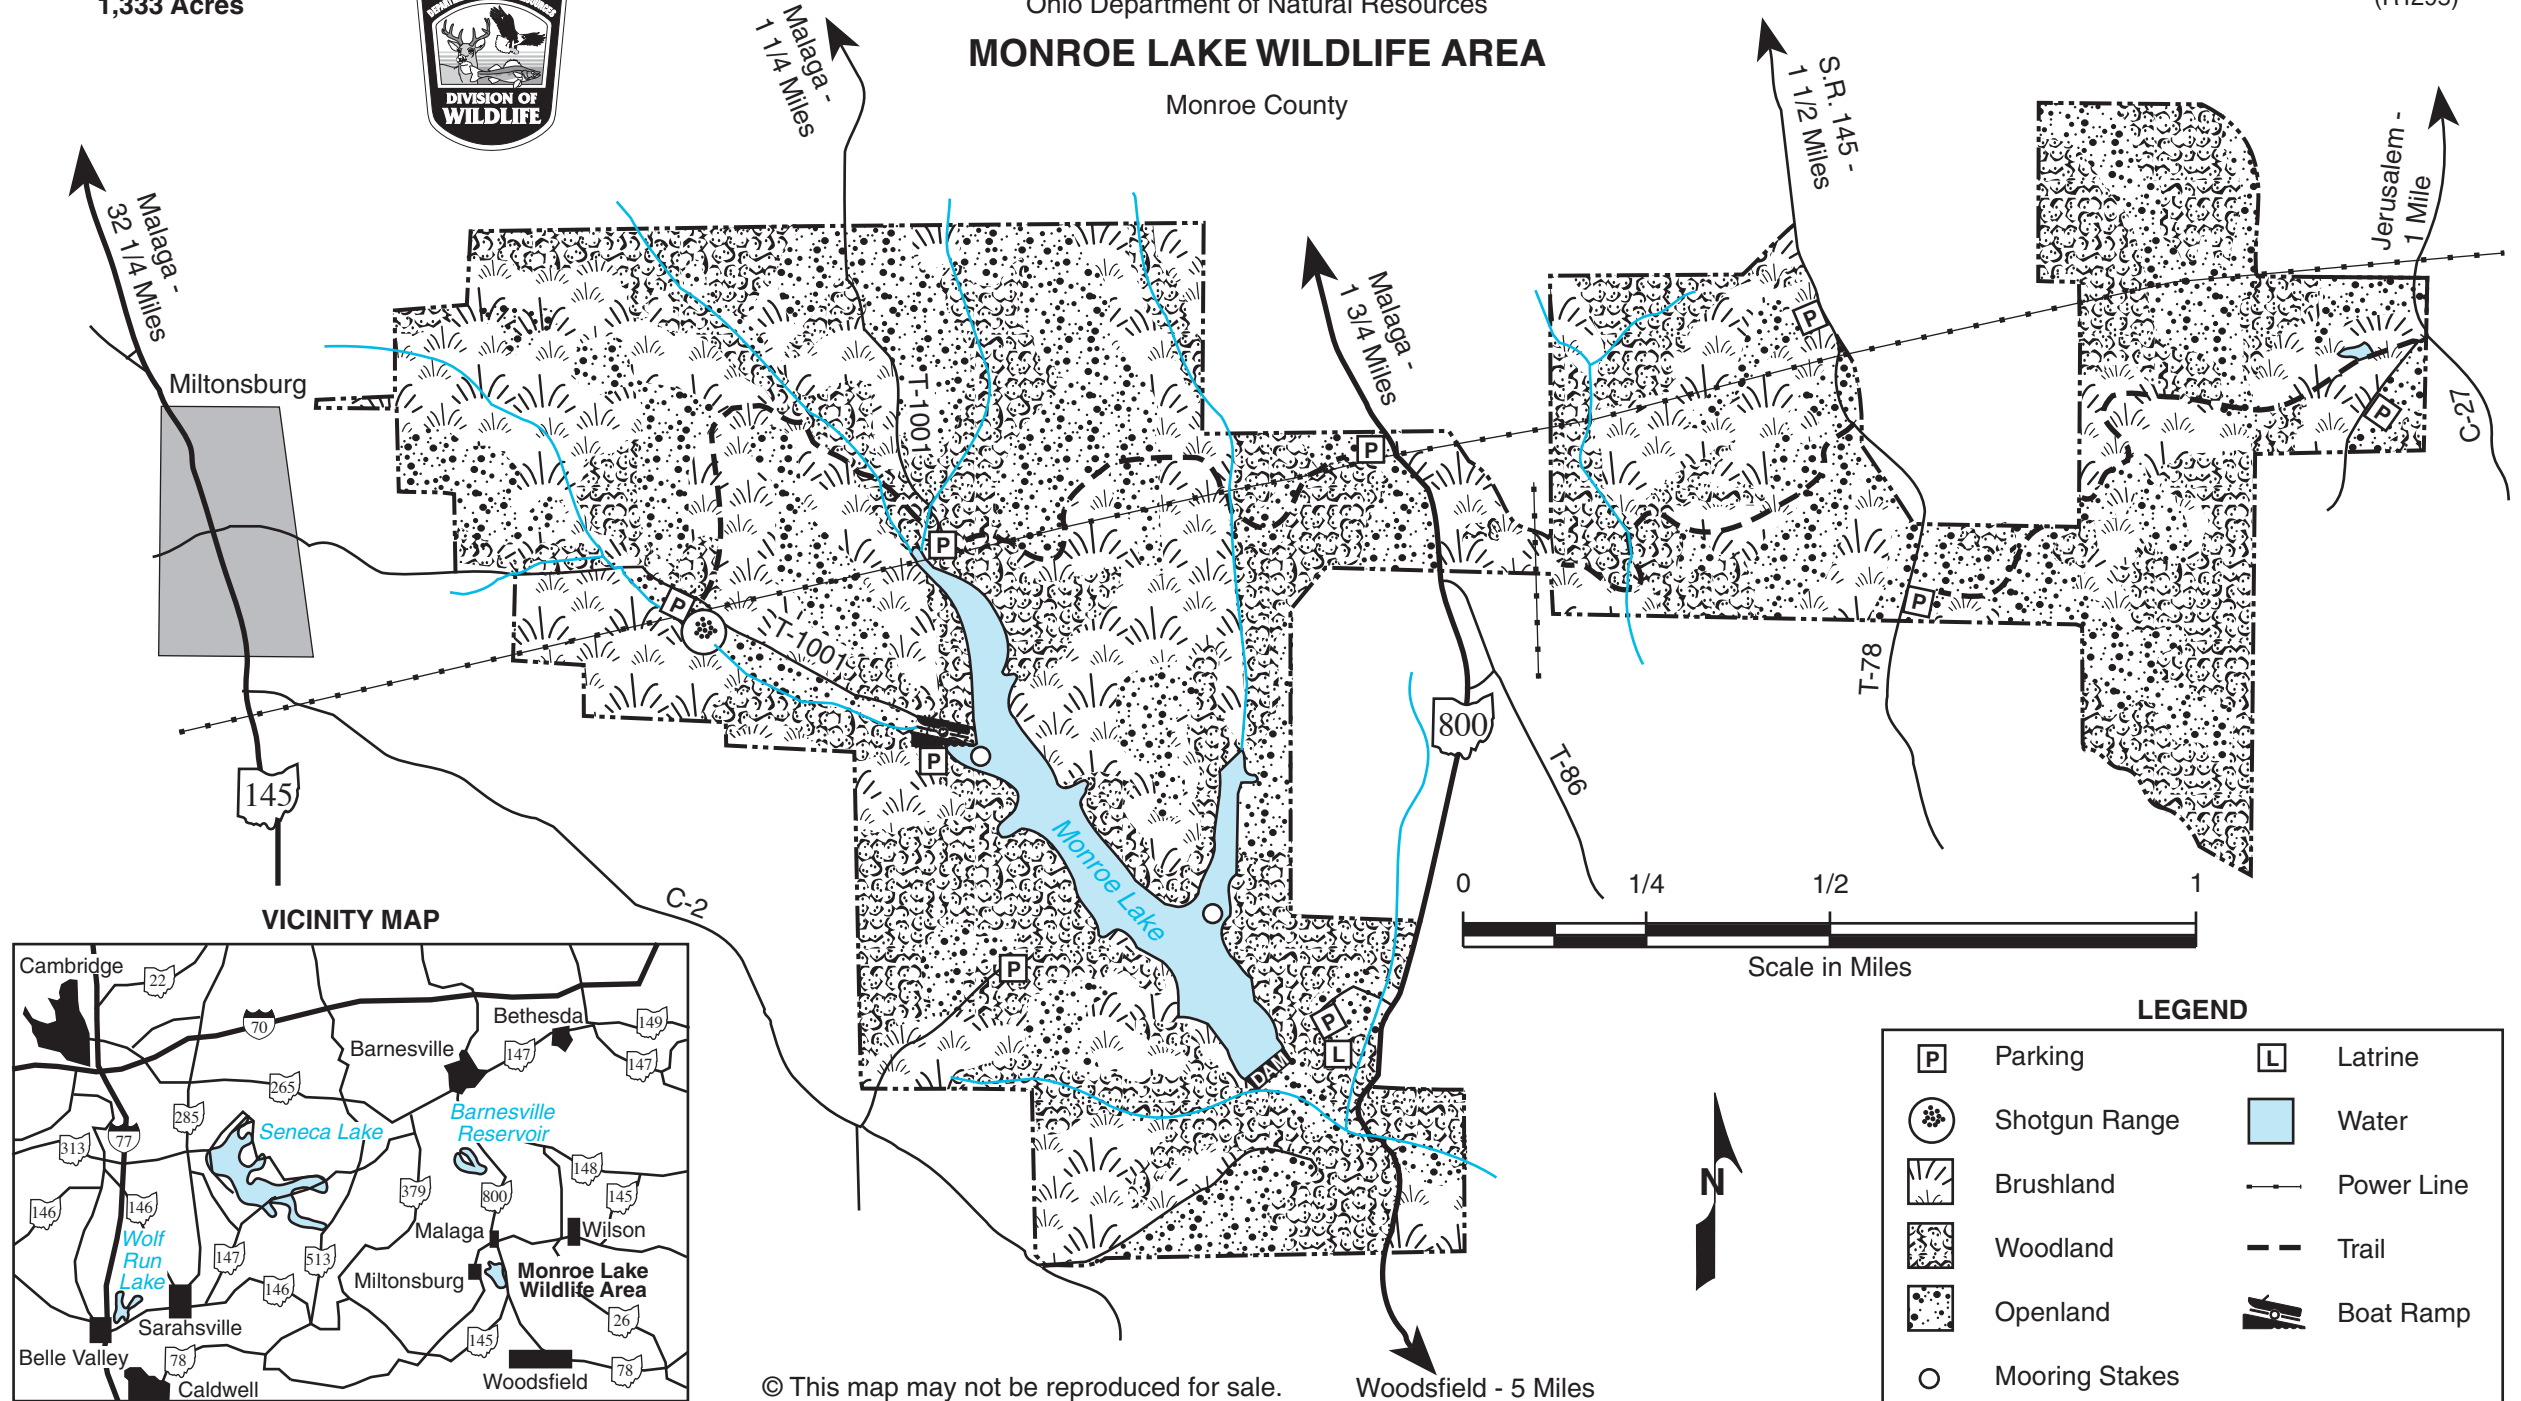 1,333 Acres
Ohio Department of Natural Resources
MONROE LAKE WILDLIFE AREA
Monroe County
DIVISION OF
WILDLIFE
Malaga -
32 1/4 Miles
Malaga -
1 1/4 Miles
Malaga -
1 3/4 Miles
S.R. 145 -
1 1/2 Miles
Jerusalem -
1 Mile
Miltonsburg
T-1001
T-1001
P
P
P
P
P
P
P
P
P
L
C-27
T-78
T-86
800
145
C-2
Monroe Lake
DAM
0 1/4 1/2 1
Scale in Miles
N
Woodsfield - 5 Miles
© This map may not be reproduced for sale.
VICINITY MAP
Cambridge
22
70
Bethesda
149
Barnesville
147
147
265
285
77
313
Seneca Lake
Barnesville
Reservoir
148
379
800
145
146
146
Wolf
Run
Lake
147
513
Malaga
Wilson
Miltonsburg
Monroe Lake
Wildlife Area
146
26
Sarahsville
145
Belle Valley
78
Caldwell
Woodsfield
78
LEGEND
P Parking
L Latrine
Shotgun Range
Water
Brushland
Power Line
Woodland
Trail
Openland
Boat Ramp
Mooring Stakes